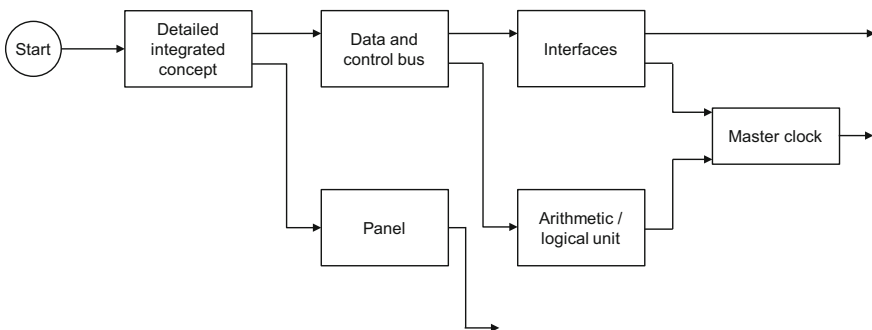 Start
Detailed
integrated
concept
Data and
control bus
Interfaces
Master clock
Panel
Arithmetic /
logical unit